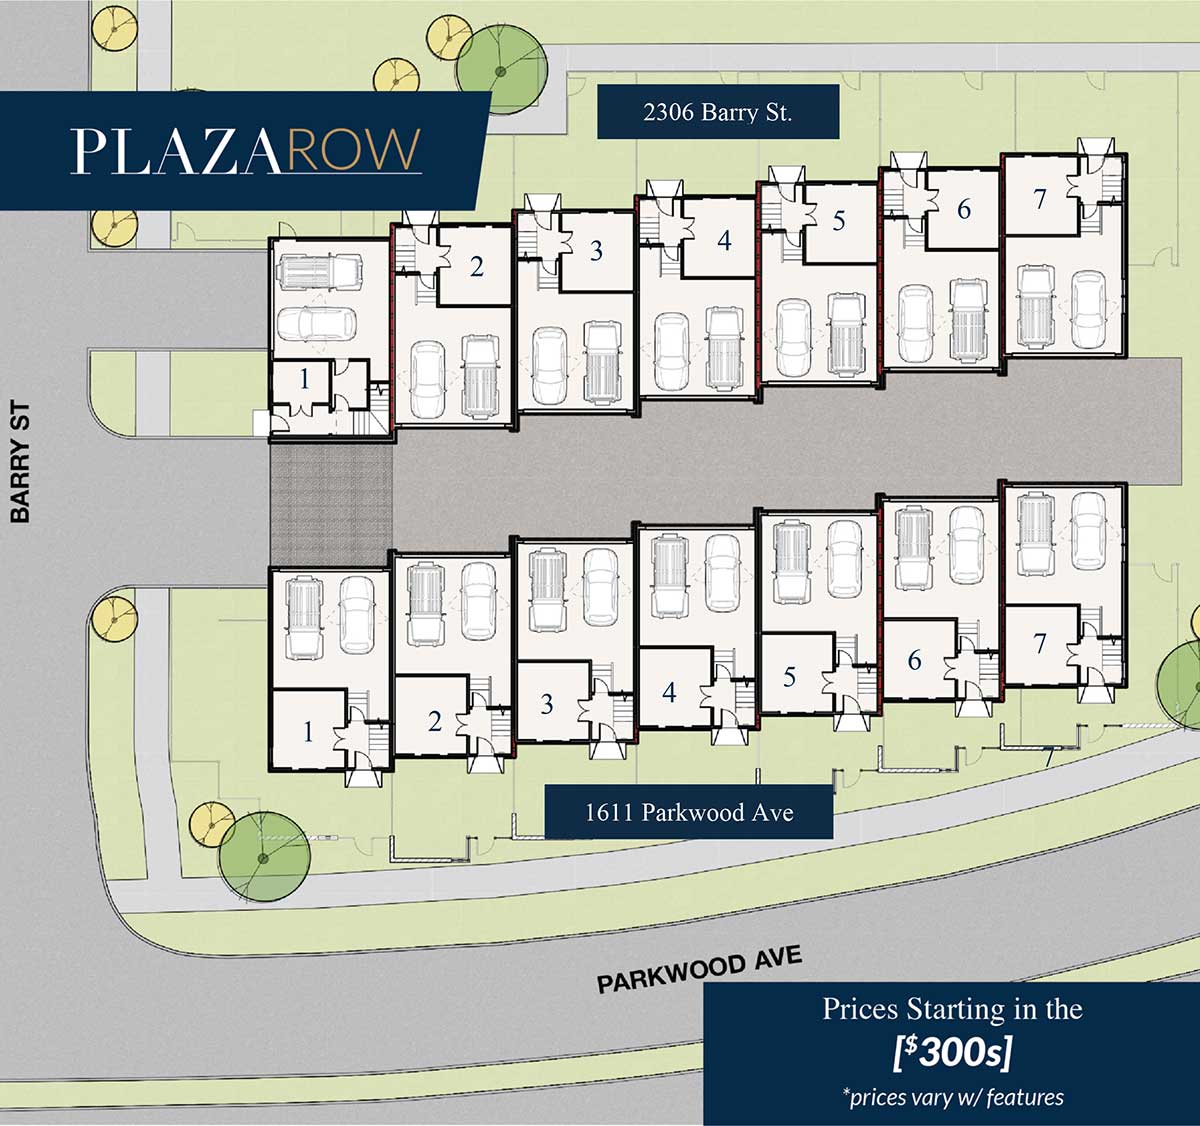 2306 Barry St.
PLAZAROW
7
6
5
4
3
2
1
BARRY ST
7
6
5
4
3
2
1
7
1611 Parkwood Ave
PARKWOOD AVE
Prices Starting in the
[$300s]
*prices vary w/ features